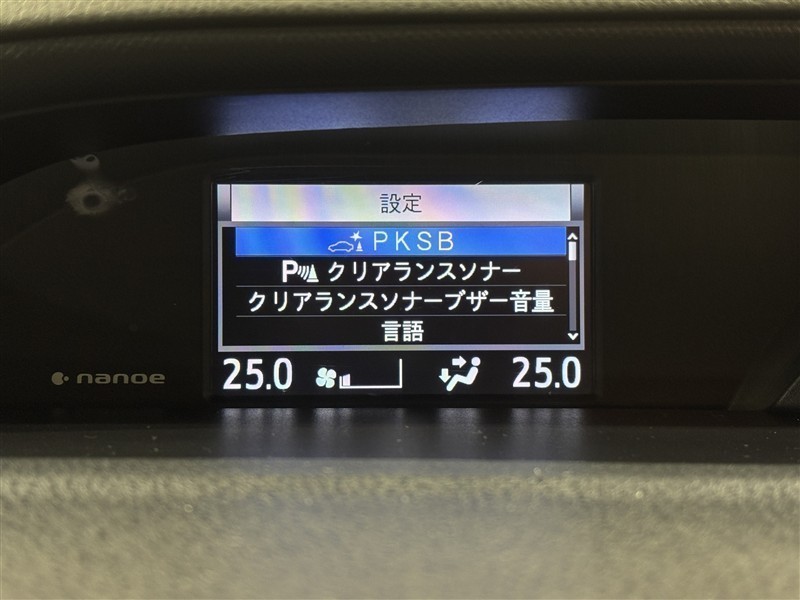 設定
PKSB
P クリアランスソナー
クリアランスソナーブザー音量
言語
25.0 25.0
nanoe